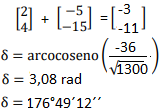 [2 4] + [-5 -15] = [-3 -11]
δ = arcocoseno(-36/√1300)
δ = 3,08 rad
δ = 176°49´12´´